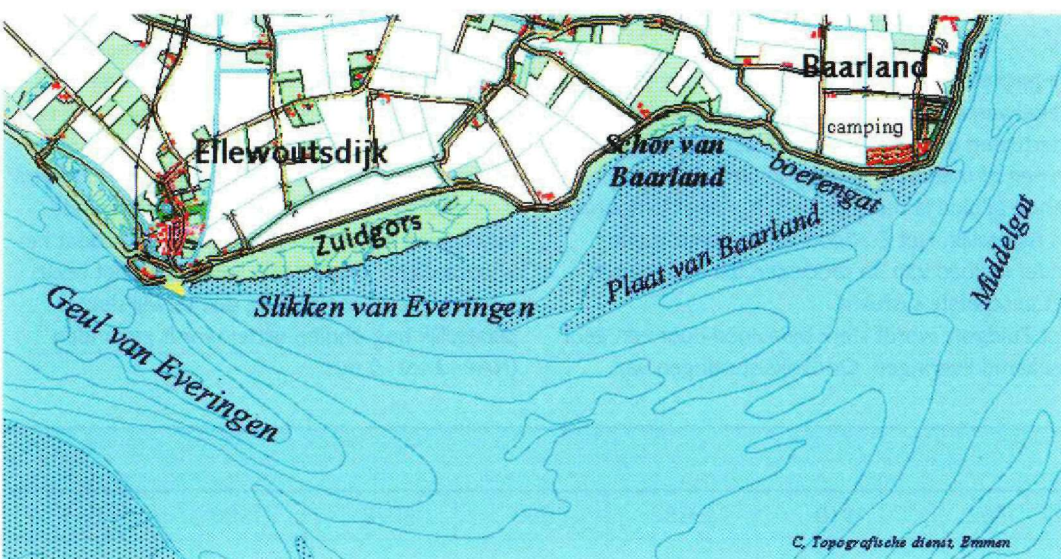 Baarland
camping
Ellewoutsdijk
Schor van
Baarland
boerengat
Zuidgors
Plaat van Baarland
Middelgat
Slikken van Everingen
Geul van Everingen
C, Topografische dienst, Emmen